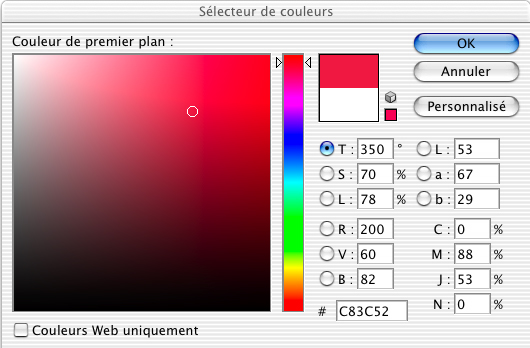 Sélecteur de couleurs
Couleur de premier plan :
OK
Annuler
Personnalisé
T : 350 °
S : 70 %
L : 78 %
R : 200
V : 60
B : 82
# C83C52
L : 53
a : 67
b : 29
C : 0 %
M : 88 %
J : 53 %
N : 0 %
Couleurs Web uniquement